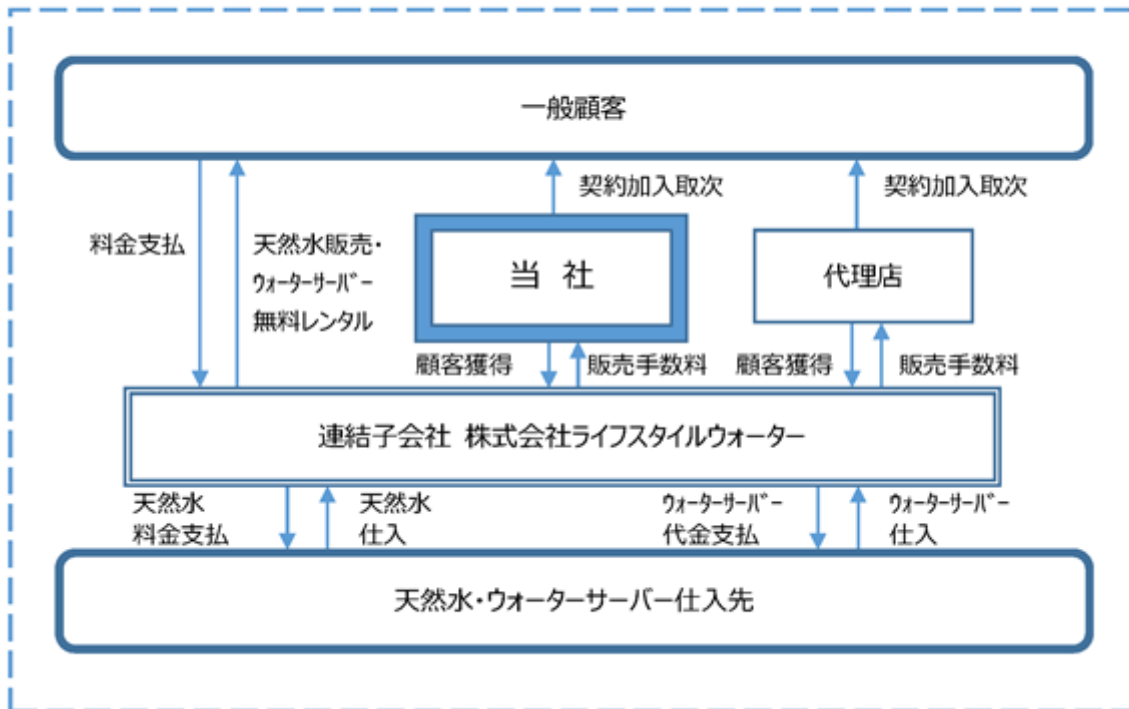 一般顧客
契約加入取次
契約加入取次
料金支払
天然水販売・
ｳｫｰﾀｰｻｰﾊﾞｰ
無料レンタル
当 社
代理店
顧客獲得
販売手数料
顧客獲得
販売手数料
連結子会社 株式会社ライフスタイルウォーター
天然水
料金支払
天然水
仕入
ｳｫｰﾀｰｻｰﾊﾞｰ
代金支払
ｳｫｰﾀｰｻｰﾊﾞｰ
仕入
天然水・ウォーターサーバー仕入先